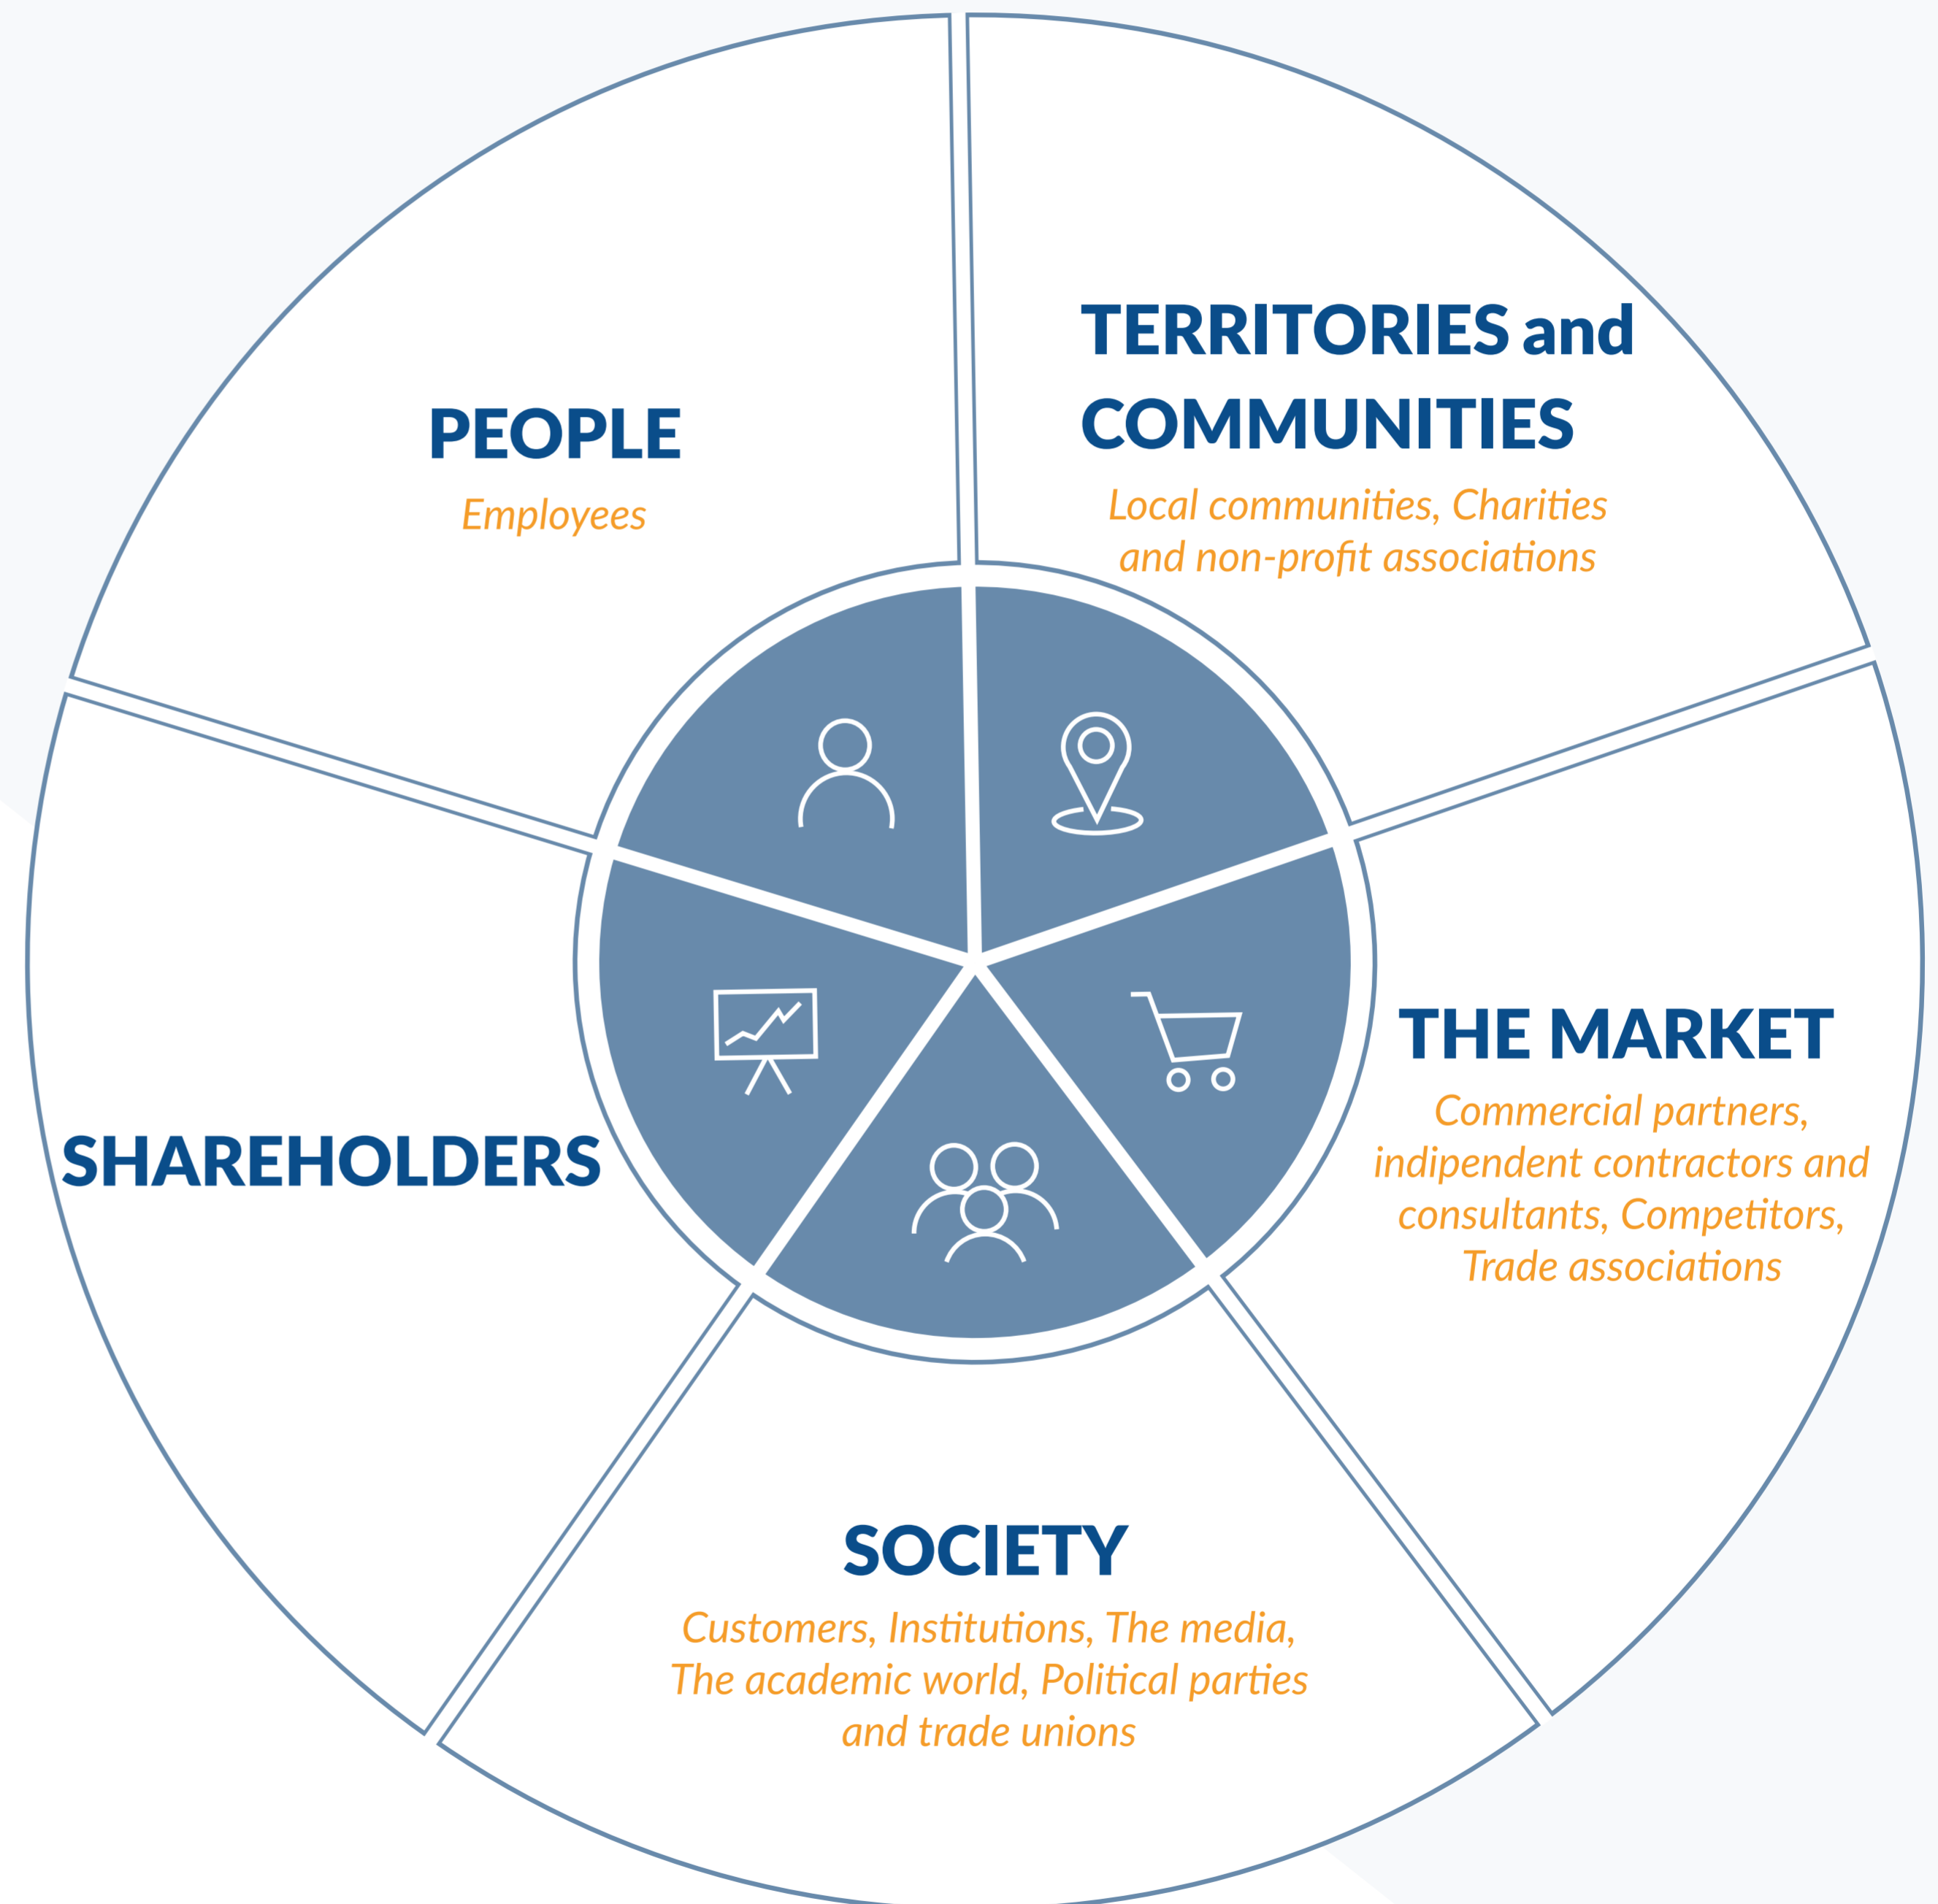 PEOPLE
Employees
TERRITORIES and
COMMUNITIES
Local communities, Charities
and non-profit associations
THE MARKET
Commercial partners,
indipendent contractors and
consultants, Competitors,
Trade associations
SHAREHOLDERS
SOCIETY
Customers, Institutions, The media,
The academic world, Political parties
and trade unions